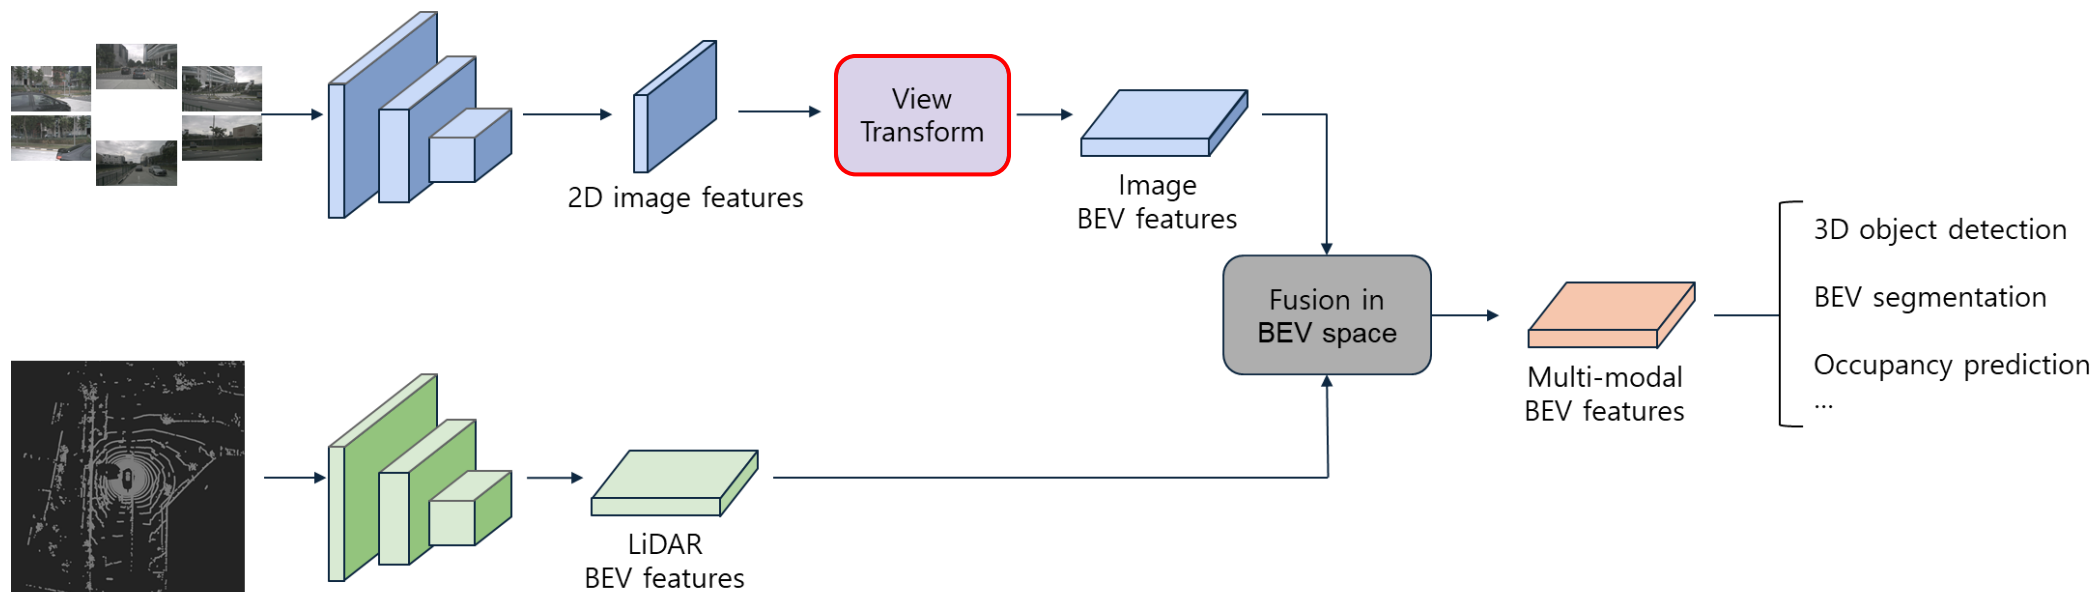 View
Transform
2D image features
Image
BEV features
Fusion in
BEV space
LiDAR
BEV features
Multi-modal
BEV features
3D object detection
BEV segmentation
Occupancy prediction
...